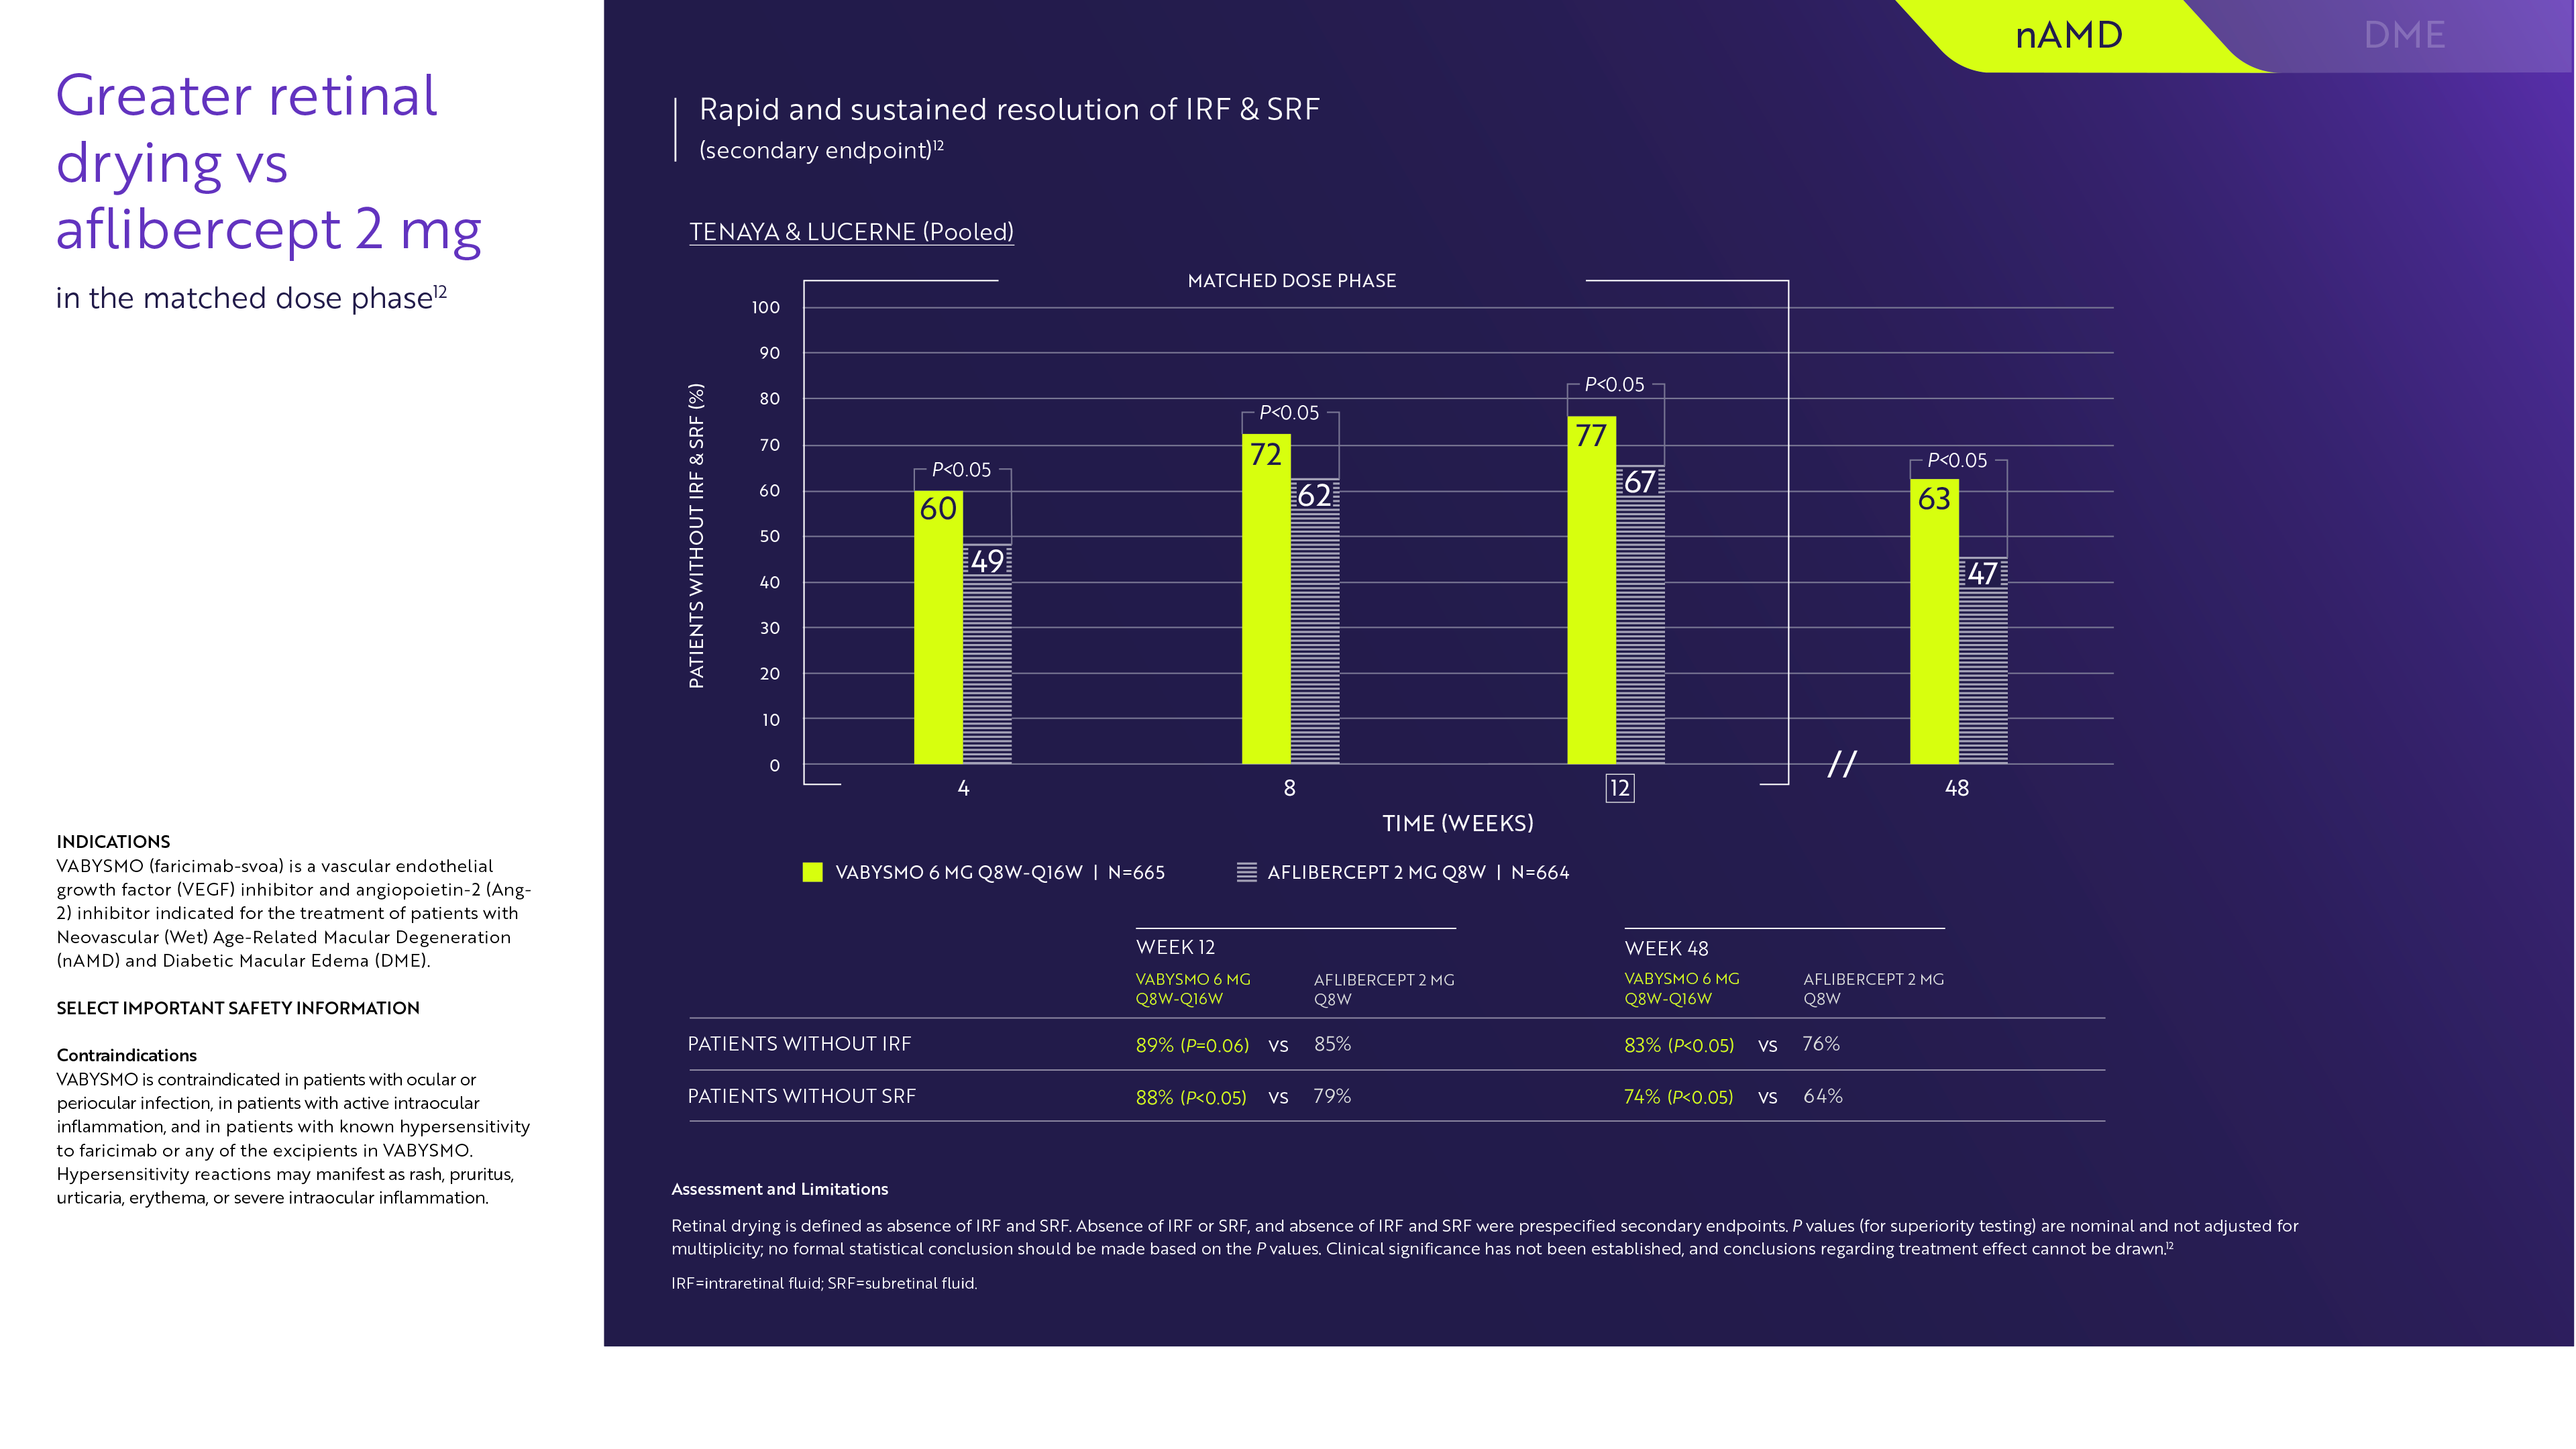 Greater retinal
drying vs
aflibercept 2 mg
in the matched dose phase12
INDICATIONS
VABYSMO (faricimab-svoa) is a vascular endothelial
growth factor (VEGF) inhibitor and angiopoietin-2 (Ang-
2) inhibitor indicated for the treatment of patients with
Neovascular (Wet) Age-Related Macular Degeneration
(nAMD) and Diabetic Macular Edema (DME).
SELECT IMPORTANT SAFETY INFORMATION
Contraindications
VABYSMO is contraindicated in patients with ocular or
periocular infection, in patients with active intraocular
inflammation, and in patients with known hypersensitivity
to faricimab or any of the excipients in VABYSMO.
Hypersensitivity reactions may manifest as rash, pruritus,
urticaria, erythema, or severe intraocular inflammation.
nAMD
DME
Rapid and sustained resolution of IRF & SRF
(secondary endpoint)12
TENAYA & LUCERNE (Pooled)
MATCHED DOSE PHASE
PATIENTS WITHOUT IRF & SRF (%)
100
90
80
70
60
50
40
30
20
10
0
P<0.05
60
49
P<0.05
72
62
P<0.05
77
67
P<0.05
63
47
//
4
8
12
48
TIME (WEEKS)
VABYSMO 6 MG Q8W-Q16W | N=665
AFLIBERCEPT 2 MG Q8W | N=664
WEEK 12
WEEK 48
VABYSMO 6 MG
Q8W-Q16W
AFLIBERCEPT 2 MG
Q8W
VABYSMO 6 MG
Q8W-Q16W
AFLIBERCEPT 2 MG
Q8W
PATIENTS WITHOUT IRF 89% (P=0.06) vs 85% 83% (P<0.05) vs 76%
PATIENTS WITHOUT SRF 88% (P<0.05) vs 79% 74% (P<0.05) vs 64%
Assessment and Limitations
Retinal drying is defined as absence of IRF and SRF. Absence of IRF or SRF, and absence of IRF and SRF were prespecified secondary endpoints. P values (for superiority testing) are nominal and not adjusted for
multiplicity; no formal statistical conclusion should be made based on the P values. Clinical significance has not been established, and conclusions regarding treatment effect cannot be drawn.12
IRF=intraretinal fluid; SRF=subretinal fluid.